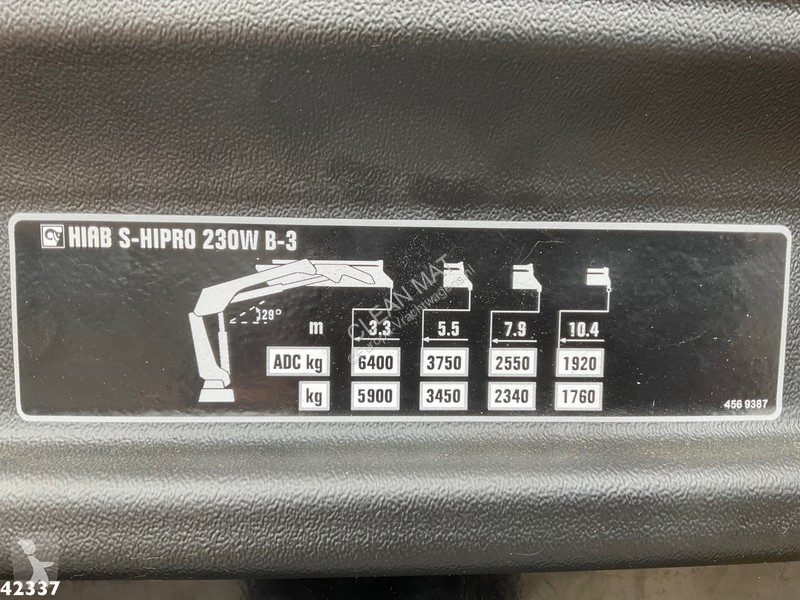 HIAB S-HIPRO 230W B-3
29°
m 3.3 5.5 7.9 10.4
ADC kg 6400 3750 2550 1920
kg 5900 3450 2340 1760
456 9387
CLEAN MAT
42337